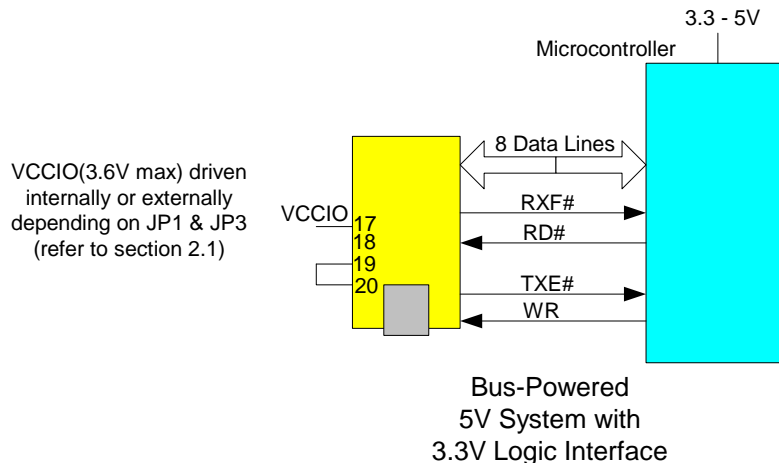 3.3 - 5V
Microcontroller
VCCIO(3.6V max) driven
internally or externally
depending on JP1 & JP3
(refer to section 2.1)
8 Data Lines
VCCIO
17
18
19
20
RXF#
RD#
TXE#
WR
Bus-Powered
5V System with
3.3V Logic Interface